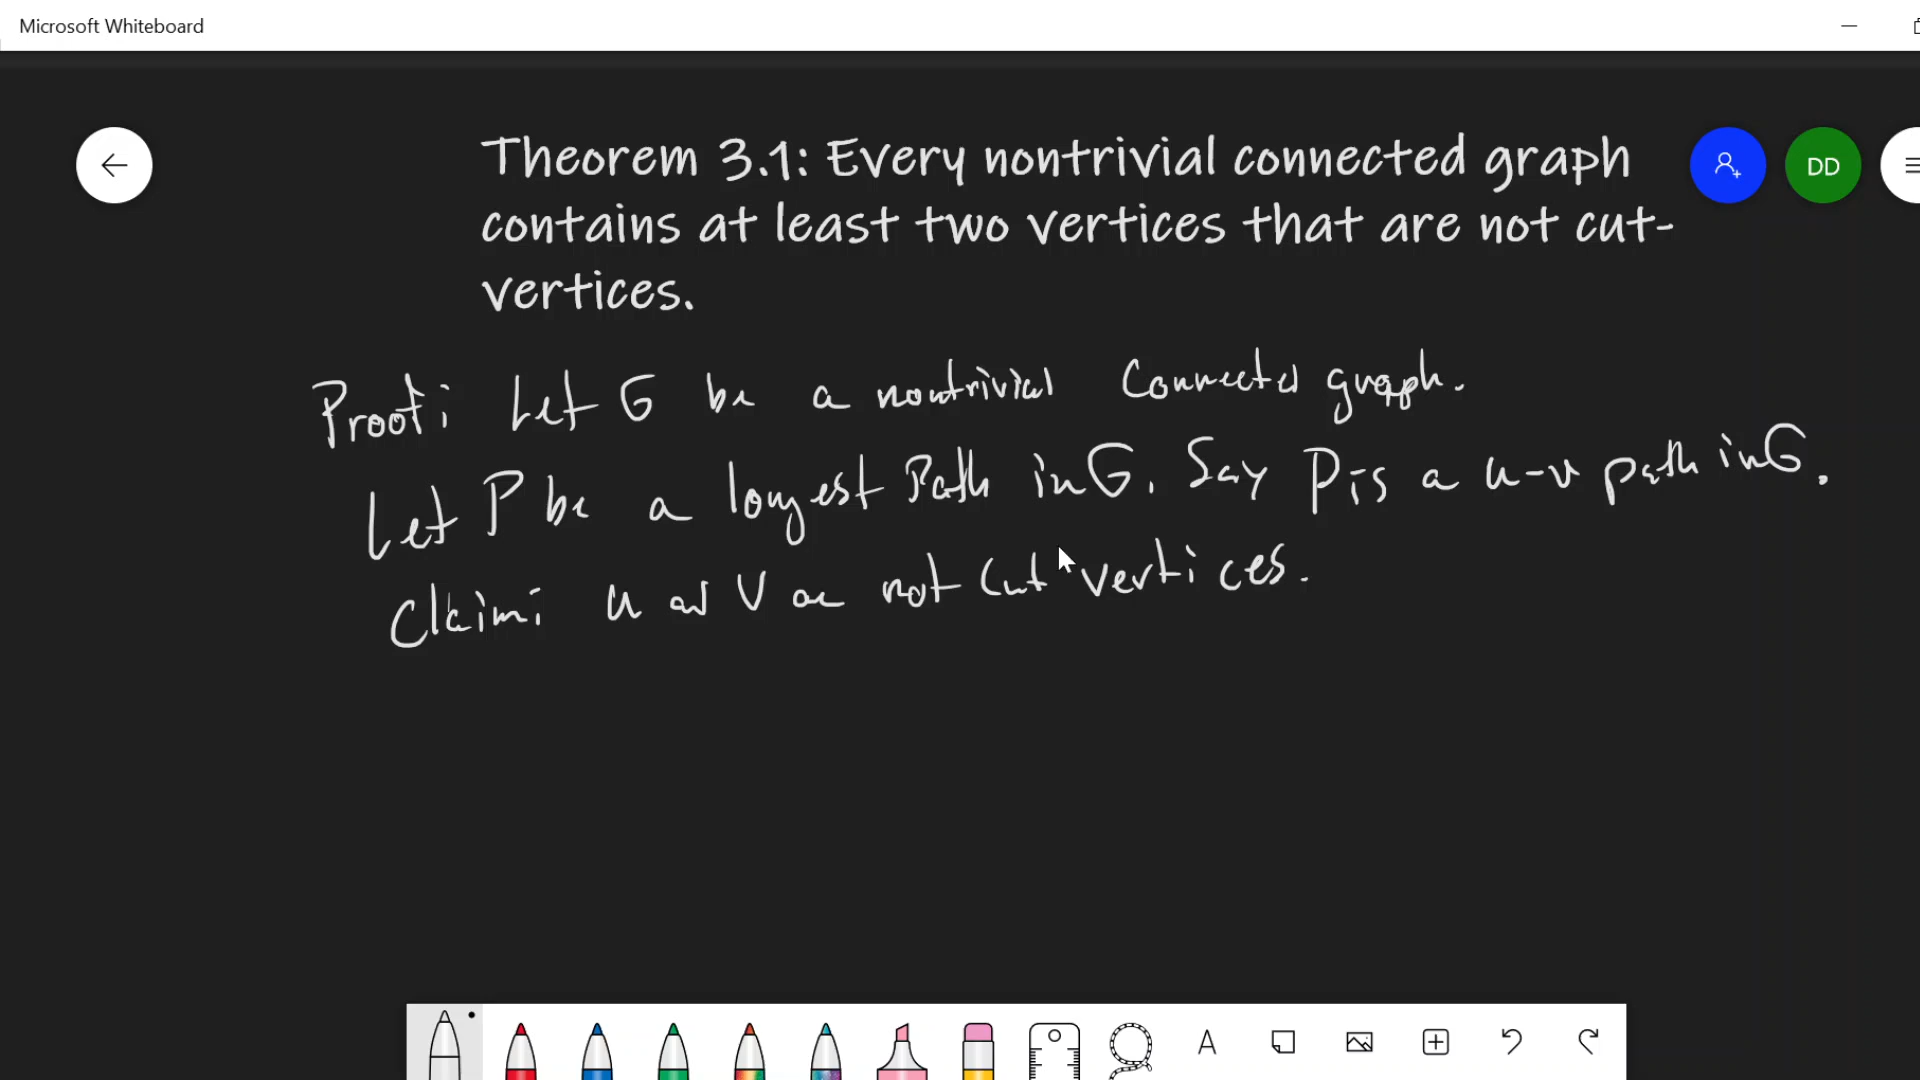 Microsoft Whiteboard
DD
Theorem 3.1: Every nontrivial connected graph
contains at least two vertices that are not cut-
vertices.
Proof: Let G be a nontrivial Connected graph.
Let P be a longest Path in G. Say P is a u-v path in G.
Claim: u and v are not cut vertices.
A